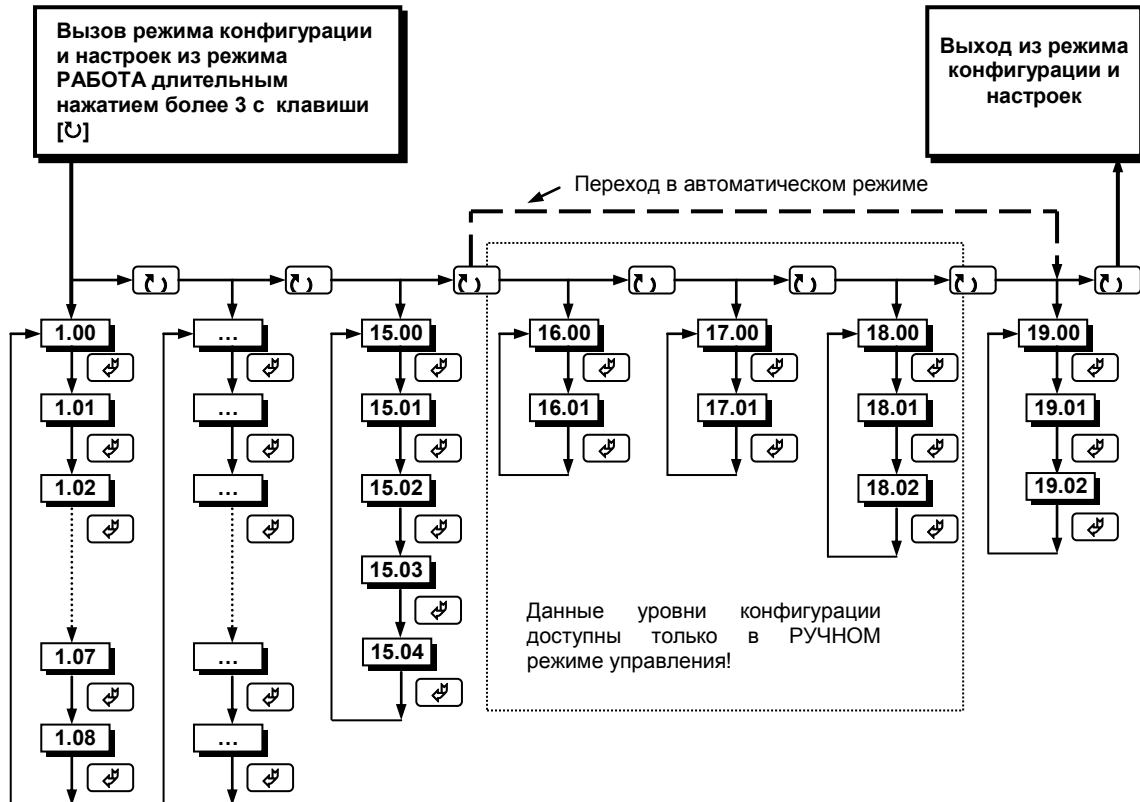 Вызов режима конфигурации
и настроек из режима
РАБОТА длительным
нажатием более 3 с клавиши
[↻]
Выход из режима
конфигурации и
настроек
Переход в автоматическом режиме
1.00
...
15.00
16.00
17.00
18.00
19.00
1.01
...
15.01
16.01
17.01
18.01
19.01
1.02
...
15.02
18.02
19.02
15.03
Данные уровни конфигурации
доступны только в РУЧНОМ
режиме управления!
1.07
...
15.04
1.08
...